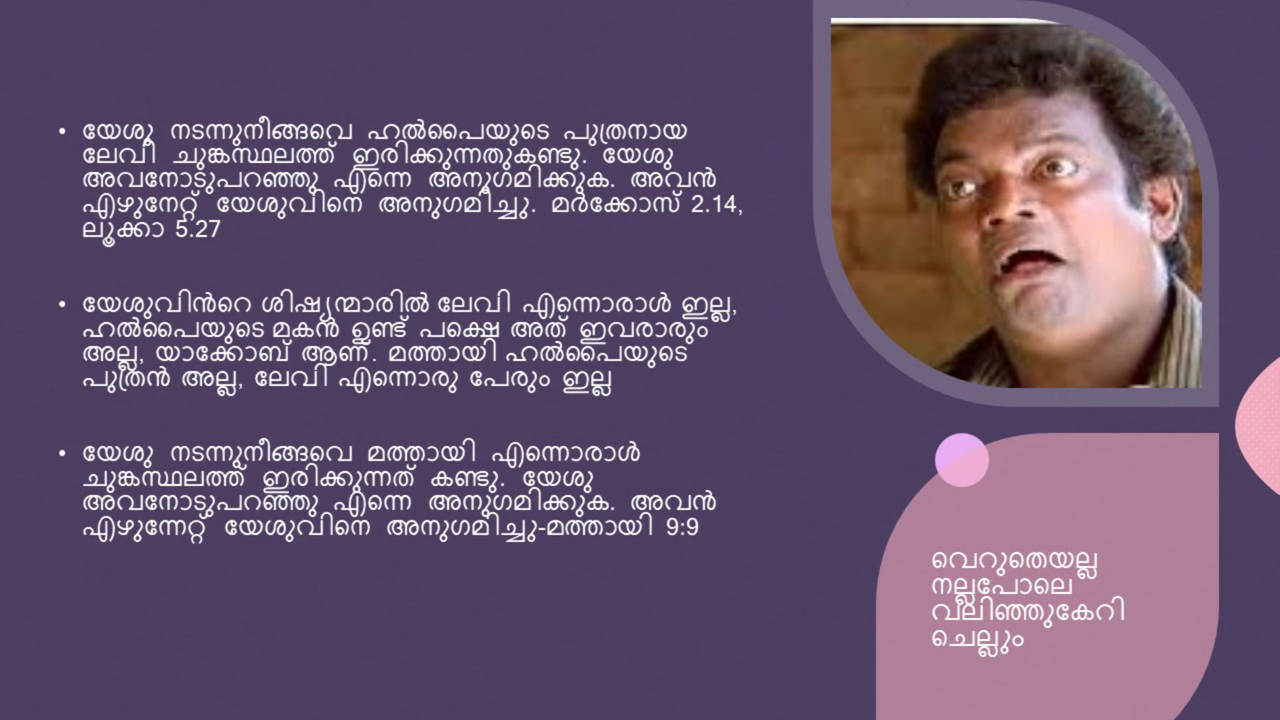 • യേശു നടന്നുനീങ്ങവെ ഹൽപൈയുടെ പുത്രനായ
ലേവി ചുങ്കസ്ഥലത്ത് ഇരിക്കുന്നതുകണ്ടു. യേശു
അവനോടുപറഞ്ഞു എന്നെ അനുഗമിക്കുക. അവൻ
എഴുനേറ്റ് യേശുവിനെ അനുഗമിച്ചു. മർക്കോസ് 2.14,
ലൂക്കാ 5.27
• യേശുവിൻറെ ശിഷ്യന്മാരിൽ ലേവി എന്നൊരാൾ ഇല്ല,
ഹൽപൈയുടെ മകൻ ഉണ്ട് പക്ഷെ അത് ഇവരാരും
അല്ല, യാക്കോബ് ആണ്. മത്തായി ഹൽപൈയുടെ
പുത്രൻ അല്ല, ലേവി എന്നൊരു പേരും ഇല്ല
• യേശു നടന്നുനീങ്ങവെ മത്തായി എന്നൊരാൾ
ചുങ്കസ്ഥലത്ത് ഇരിക്കുന്നത് കണ്ടു. യേശു
അവനോടുപറഞ്ഞു എന്നെ അനുഗമിക്കുക. അവൻ
എഴുന്നേറ്റ് യേശുവിനെ അനുഗമിച്ചു-മത്തായി 9:9
വെറുതെയല്ല
നല്ലപോലെ
വലിഞ്ഞുകേറി
ചെല്ലും